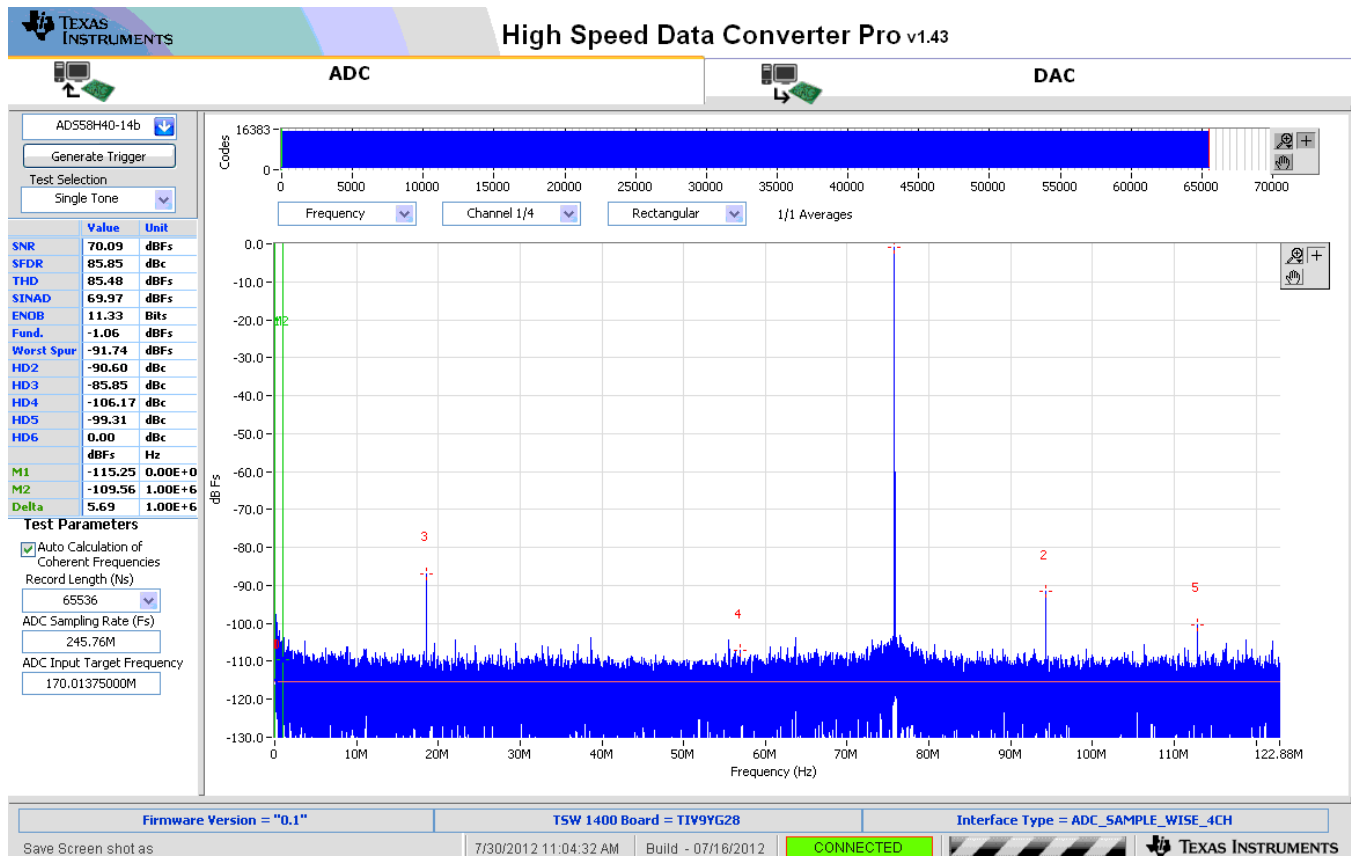 TEXAS INSTRUMENTS
High Speed Data Converter Pro v1.43
ADC
DAC
ADS58H40-14b
Generate Trigger
Test Selection
Single Tone
Value Unit
SNR 70.09 dBFs
SFDR 85.85 dBc
THD 85.48 dBFs
SINAD 69.97 dBFs
ENOB 11.33 Bits
Fund. -1.06 dBFs
Worst Spur -91.74 dBFs
HD2 -90.60 dBc
HD3 -85.85 dBc
HD4 -106.17 dBc
HD5 -99.31 dBc
HD6 0.00 dBc
dBFs Hz
M1 -115.25 0.00E+0
M2 -109.56 1.00E+6
Delta 5.69 1.00E+6
Test Parameters
Auto Calculation of
Coherent Frequencies
Record Length (Ns)
65536
ADC Sampling Rate (Fs)
245.76M
ADC Input Target Frequency
170.01375000M
Codes
16383
0
0 5000 10000 15000 20000 25000 30000 35000 40000 45000 50000 55000 60000 65000 70000
Frequency Channel 1/4 Rectangular 1/1 Averages
dB Fs
0.0
-10.0
-20.0
-30.0
-40.0
-50.0
-60.0
-70.0
-80.0
-90.0
-100.0
-110.0
-120.0
-130.0
3
4
2
5
0 10M 20M 30M 40M 50M 60M 70M 80M 90M 100M 110M 122.88M
Frequency (Hz)
Firmware Version = "0.1" TSW 1400 Board = TIV9YG28 Interface Type = ADC_SAMPLE_WISE_4CH
Save Screen shot as 7/30/2012 11:04:32 AM Build - 07/16/2012 CONNECTED TEXAS INSTRUMENTS